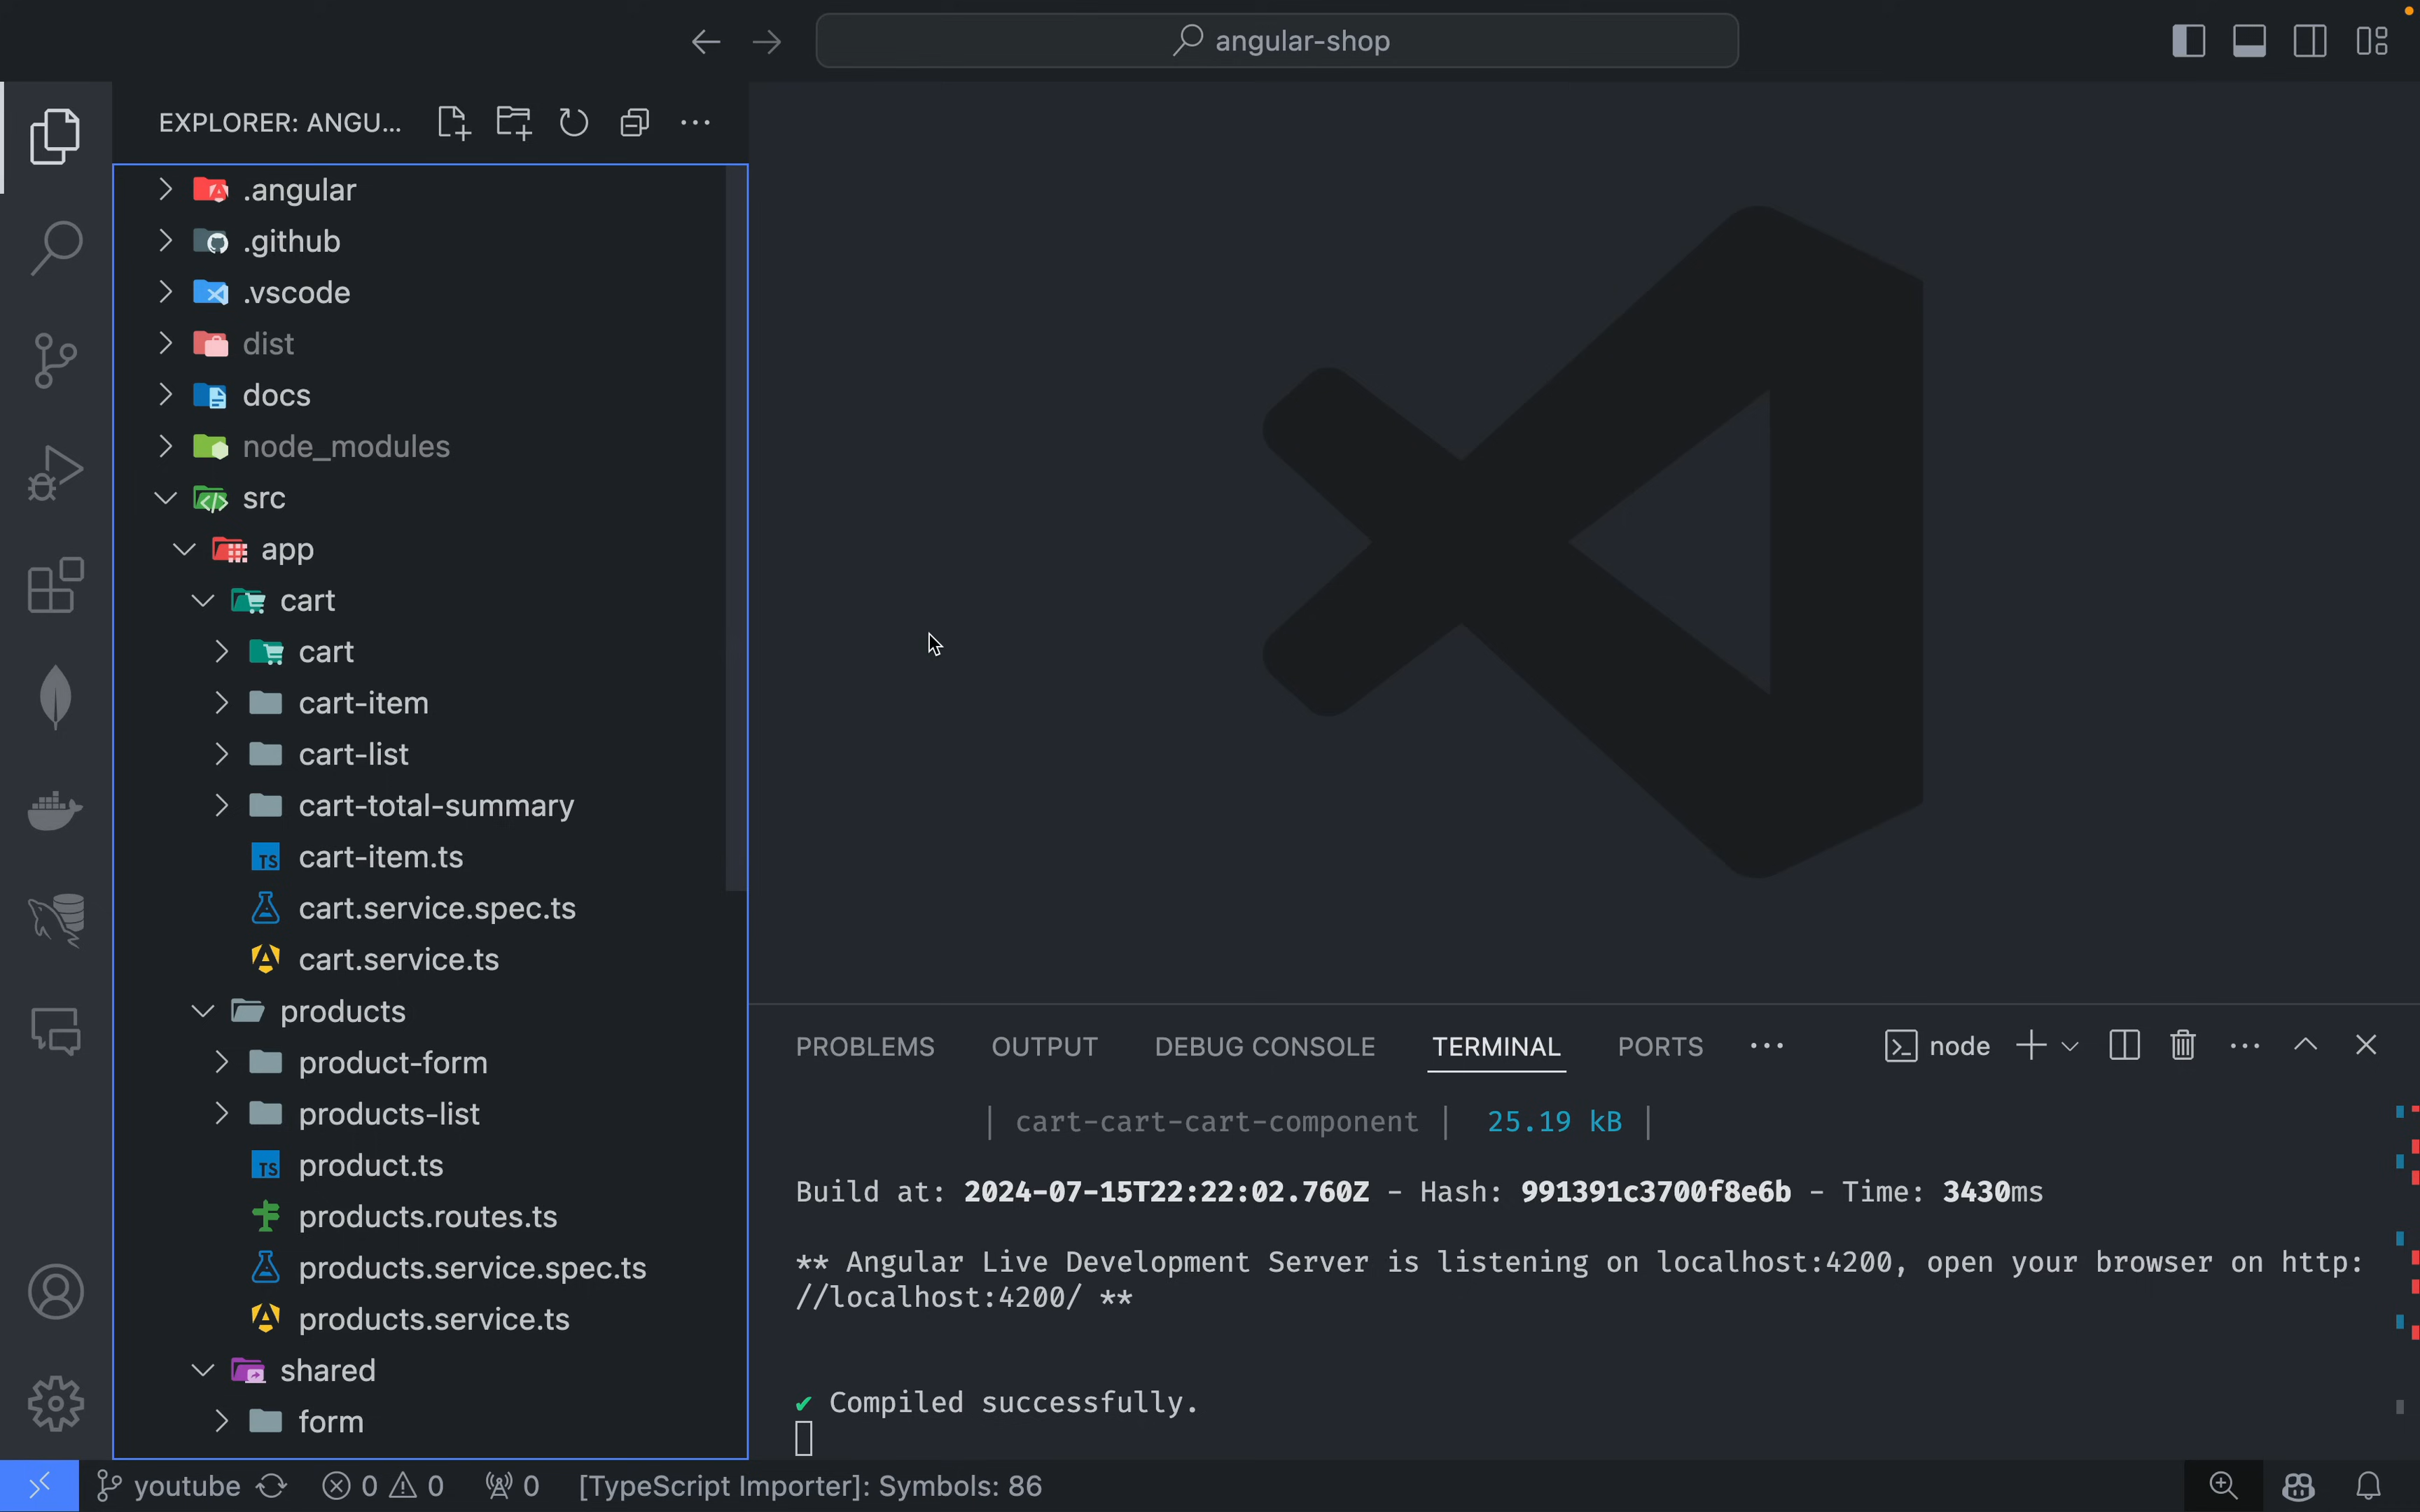 angular-shop
EXPLORER: ANGU...
.angular
.github
.vscode
dist
docs
node_modules
src
app
cart
cart
cart-item
cart-list
cart-total-summary
cart-item.ts
cart.service.spec.ts
cart.service.ts
products
product-form
products-list
product.ts
products.routes.ts
products.service.spec.ts
products.service.ts
shared
form
PROBLEMS OUTPUT DEBUG CONSOLE TERMINAL PORTS node
| cart-cart-cart-component | 25.19 kB |
Build at: 2024-07-15T22:22:02.760Z - Hash: 991391c3700f8e6b - Time: 3430ms
** Angular Live Development Server is listening on localhost:4200, open your browser on http:
//localhost:4200/ **
✔ Compiled successfully.
youtube 0 0 0 [TypeScript Importer]: Symbols: 86